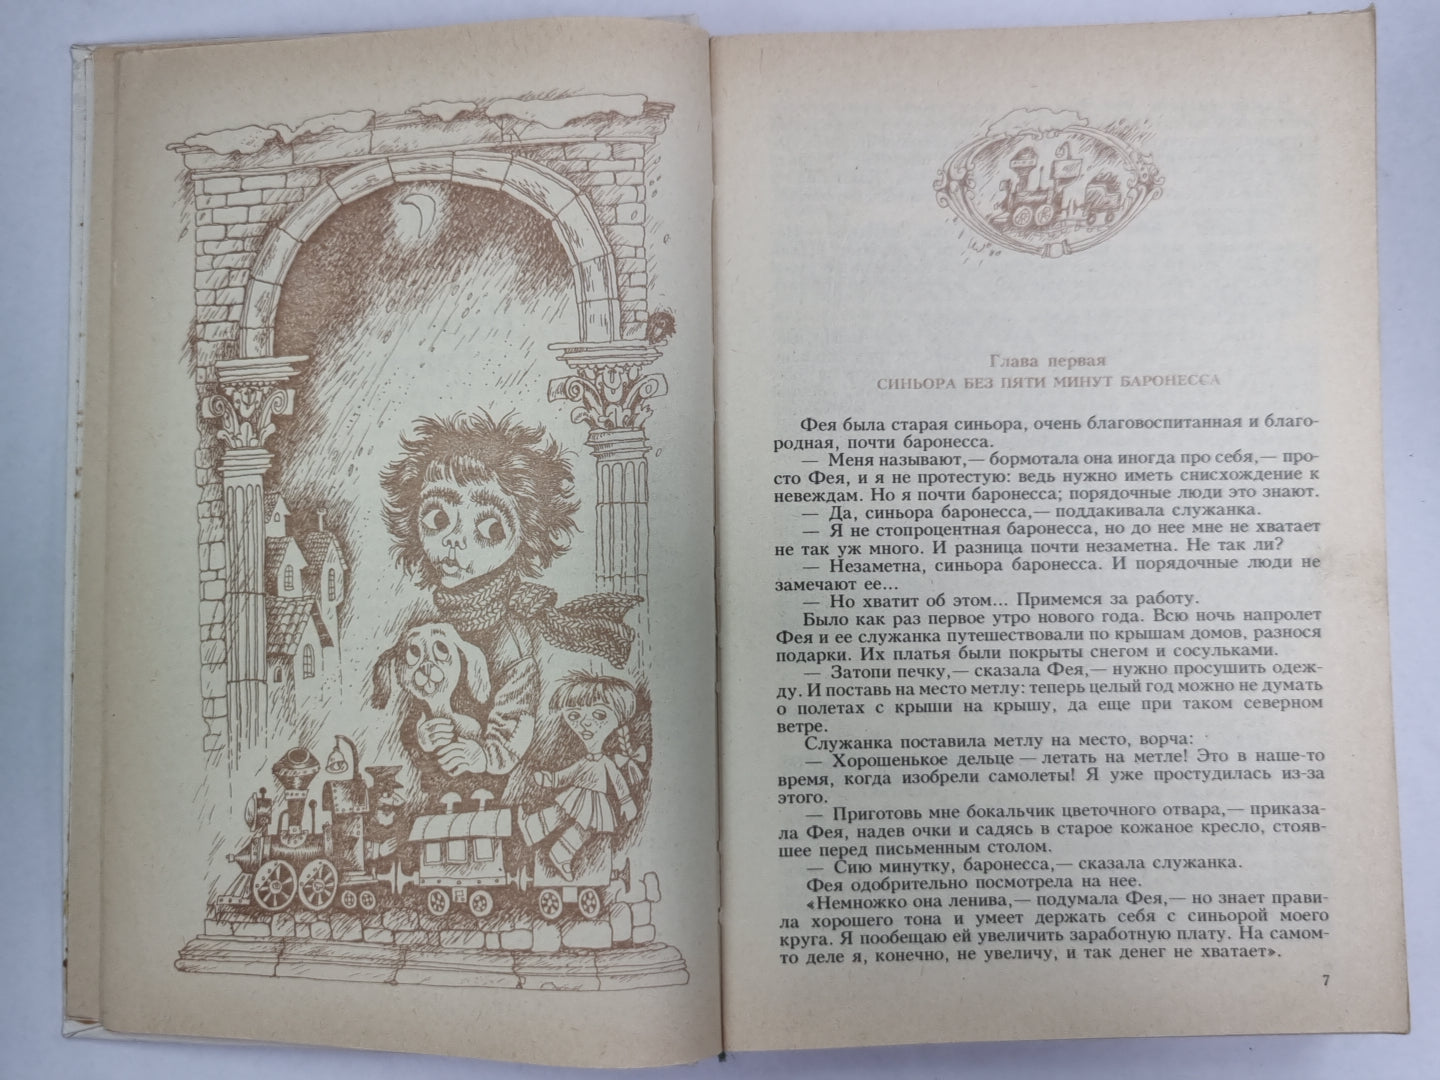 Глава первая
СИНЬОРА БЕЗ ПЯТИ МИНУТ БАРОНЕССА
Фея была старая синьора, очень благовоспитанная и благо-
родная, почти баронесса.
— Меня называют,— бормотала она иногда про себя,— про-
сто Фея, и я не протестую: ведь нужно иметь снисхождение к
невеждам. Но я почти баронесса; порядочные люди это знают.
— Да, синьора баронесса,— поддакивала служанка.
— Я не стопроцентная баронесса, но до нее мне не хватает
не так уж много. И разница почти незаметна. Не так ли?
— Незаметна, синьора баронесса. И порядочные люди не
замечают ее...
— Но хватит об этом... Примемся за работу.
Было как раз первое утро нового года. Всю ночь напролет
Фея и ее служанка путешествовали по крышам домов, разнося
подарки. Их платья были покрыты снегом и сосульками.
— Затопи печку,— сказала Фея,— нужно просушить одеж-
ду. И поставь на место метлу: теперь целый год можно не думать
о полетах с крыши на крышу, да еще при таком северном
ветре.
Служанка поставила метлу на место, ворча:
— Хорошенькое дельце — летать на метле! Это в наше-то
время, когда изобрели самолеты! Я уже простудилась из-за
этого.
— Приготовь мне бокальчик цветочного отвара,— приказа-
ла Фея, надев очки и садясь в старое кожаное кресло, стояв-
шее перед письменным столом.
— Сию минутку, баронесса,— сказала служанка.
Фея одобрительно посмотрела на нее.
«Немножко она ленива,— подумала Фея,— но знает прави-
ла хорошего тона и умеет держать себя с синьорой моего
круга. Я пообещаю ей увеличить заработную плату. На самом-
то деле я, конечно, не увеличу, и так денег не хватает».
7